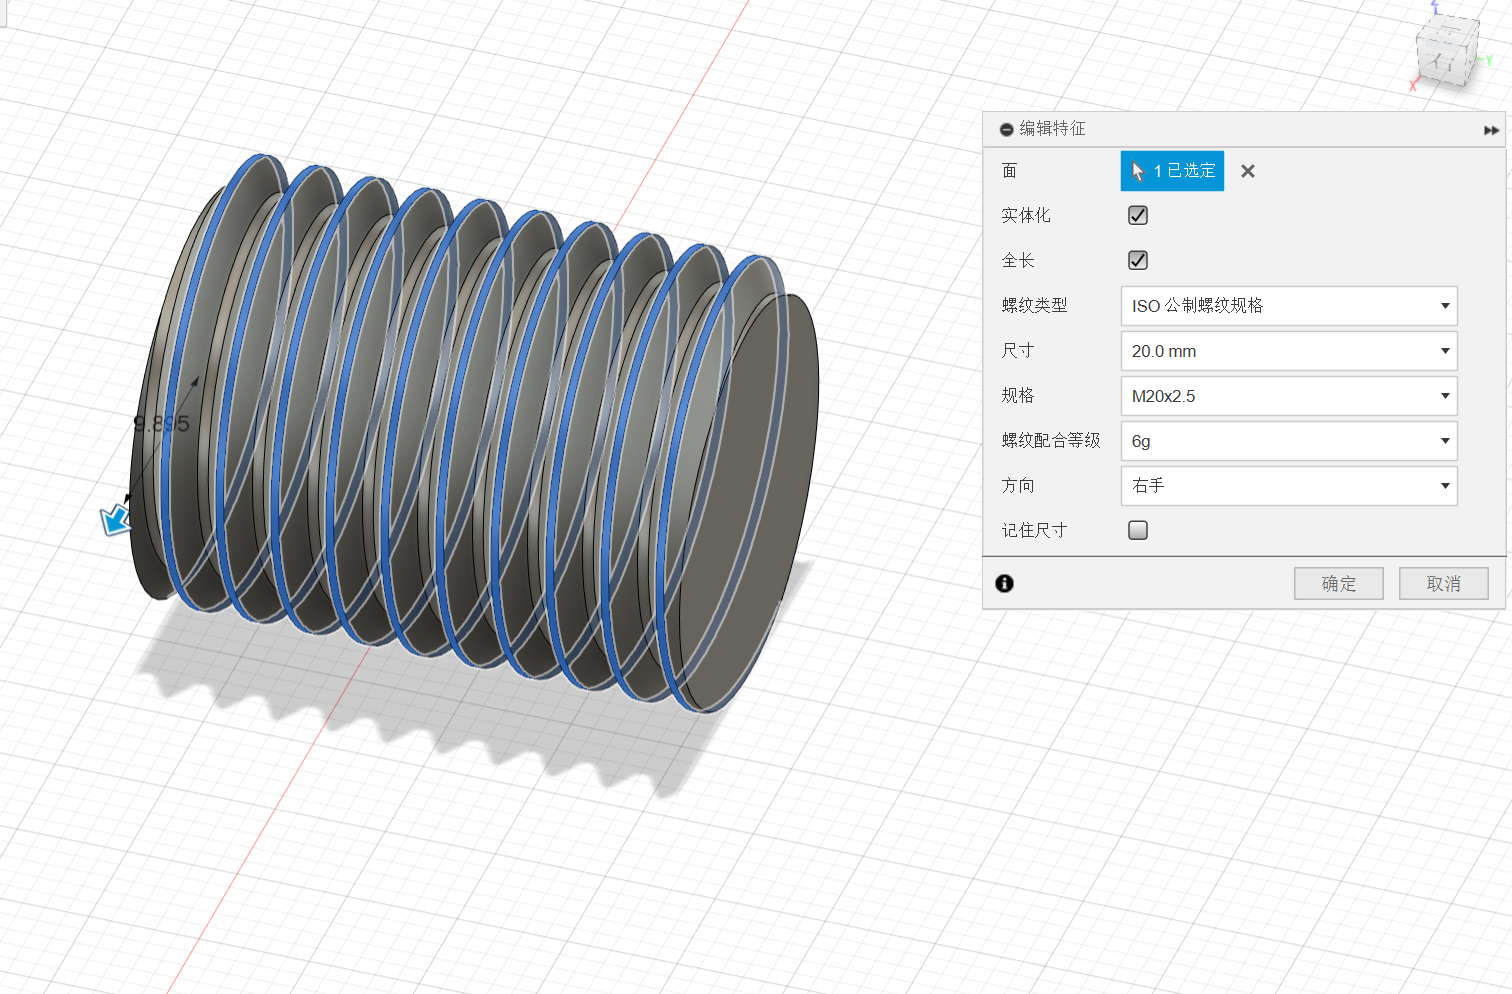 Z
Y
X
编辑特征
面
1 已选定
实体化
全长
螺纹类型
ISO 公制螺纹规格
尺寸
20.0 mm
规格
M20x2.5
螺纹配合等级
6g
方向
右手
记住尺寸
确定
取消
9.895